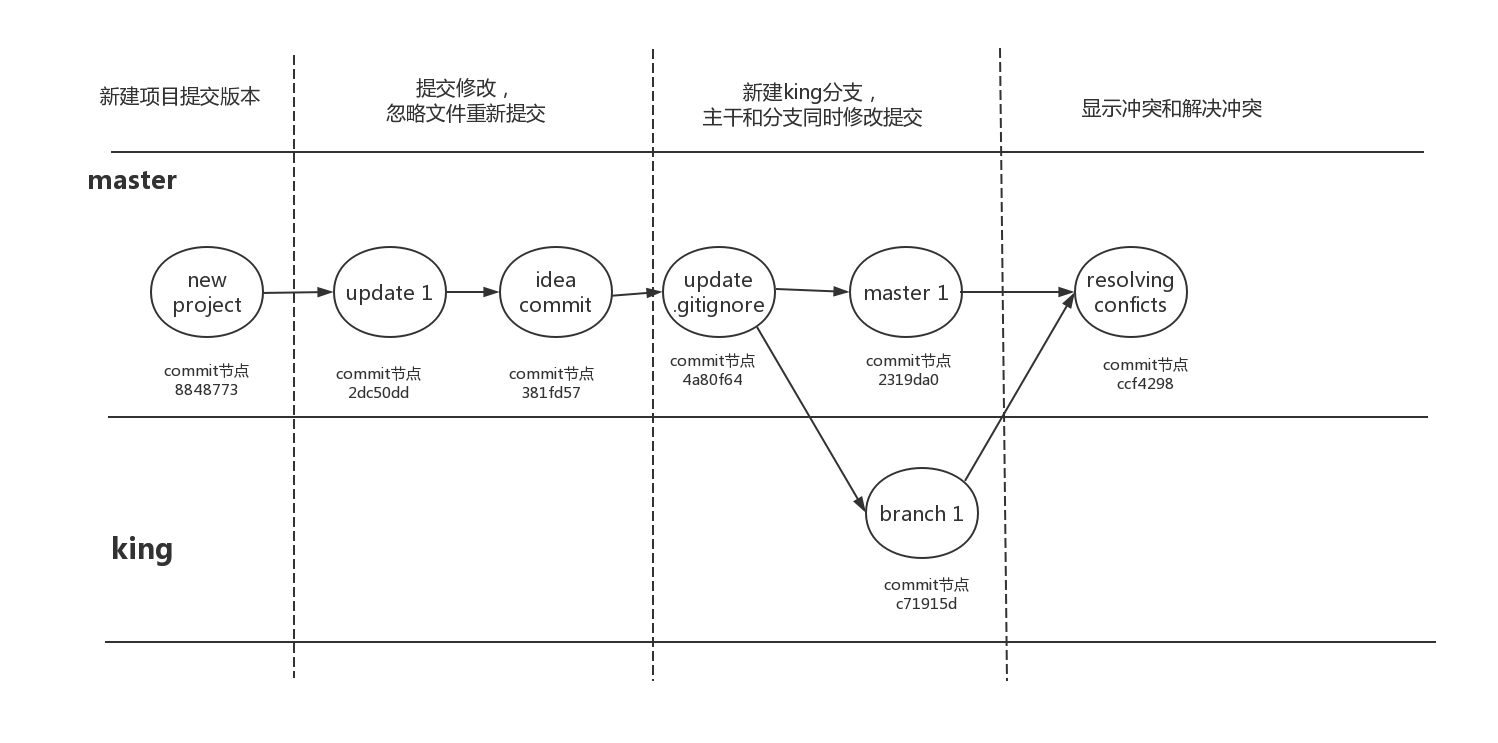 新建项目提交版本
提交修改，
忽略文件重新提交
新建king分支，
主干和分支同时修改提交
显示冲突和解决冲突
master
new
project
update 1
idea
commit
update
.gitignore
master 1
resolving
conficts
commit节点
8848773
commit节点
2dc50dd
commit节点
381fd57
commit节点
4a80f64
commit节点
2319da0
commit节点
ccf4298
king
branch 1
commit节点
c71915d